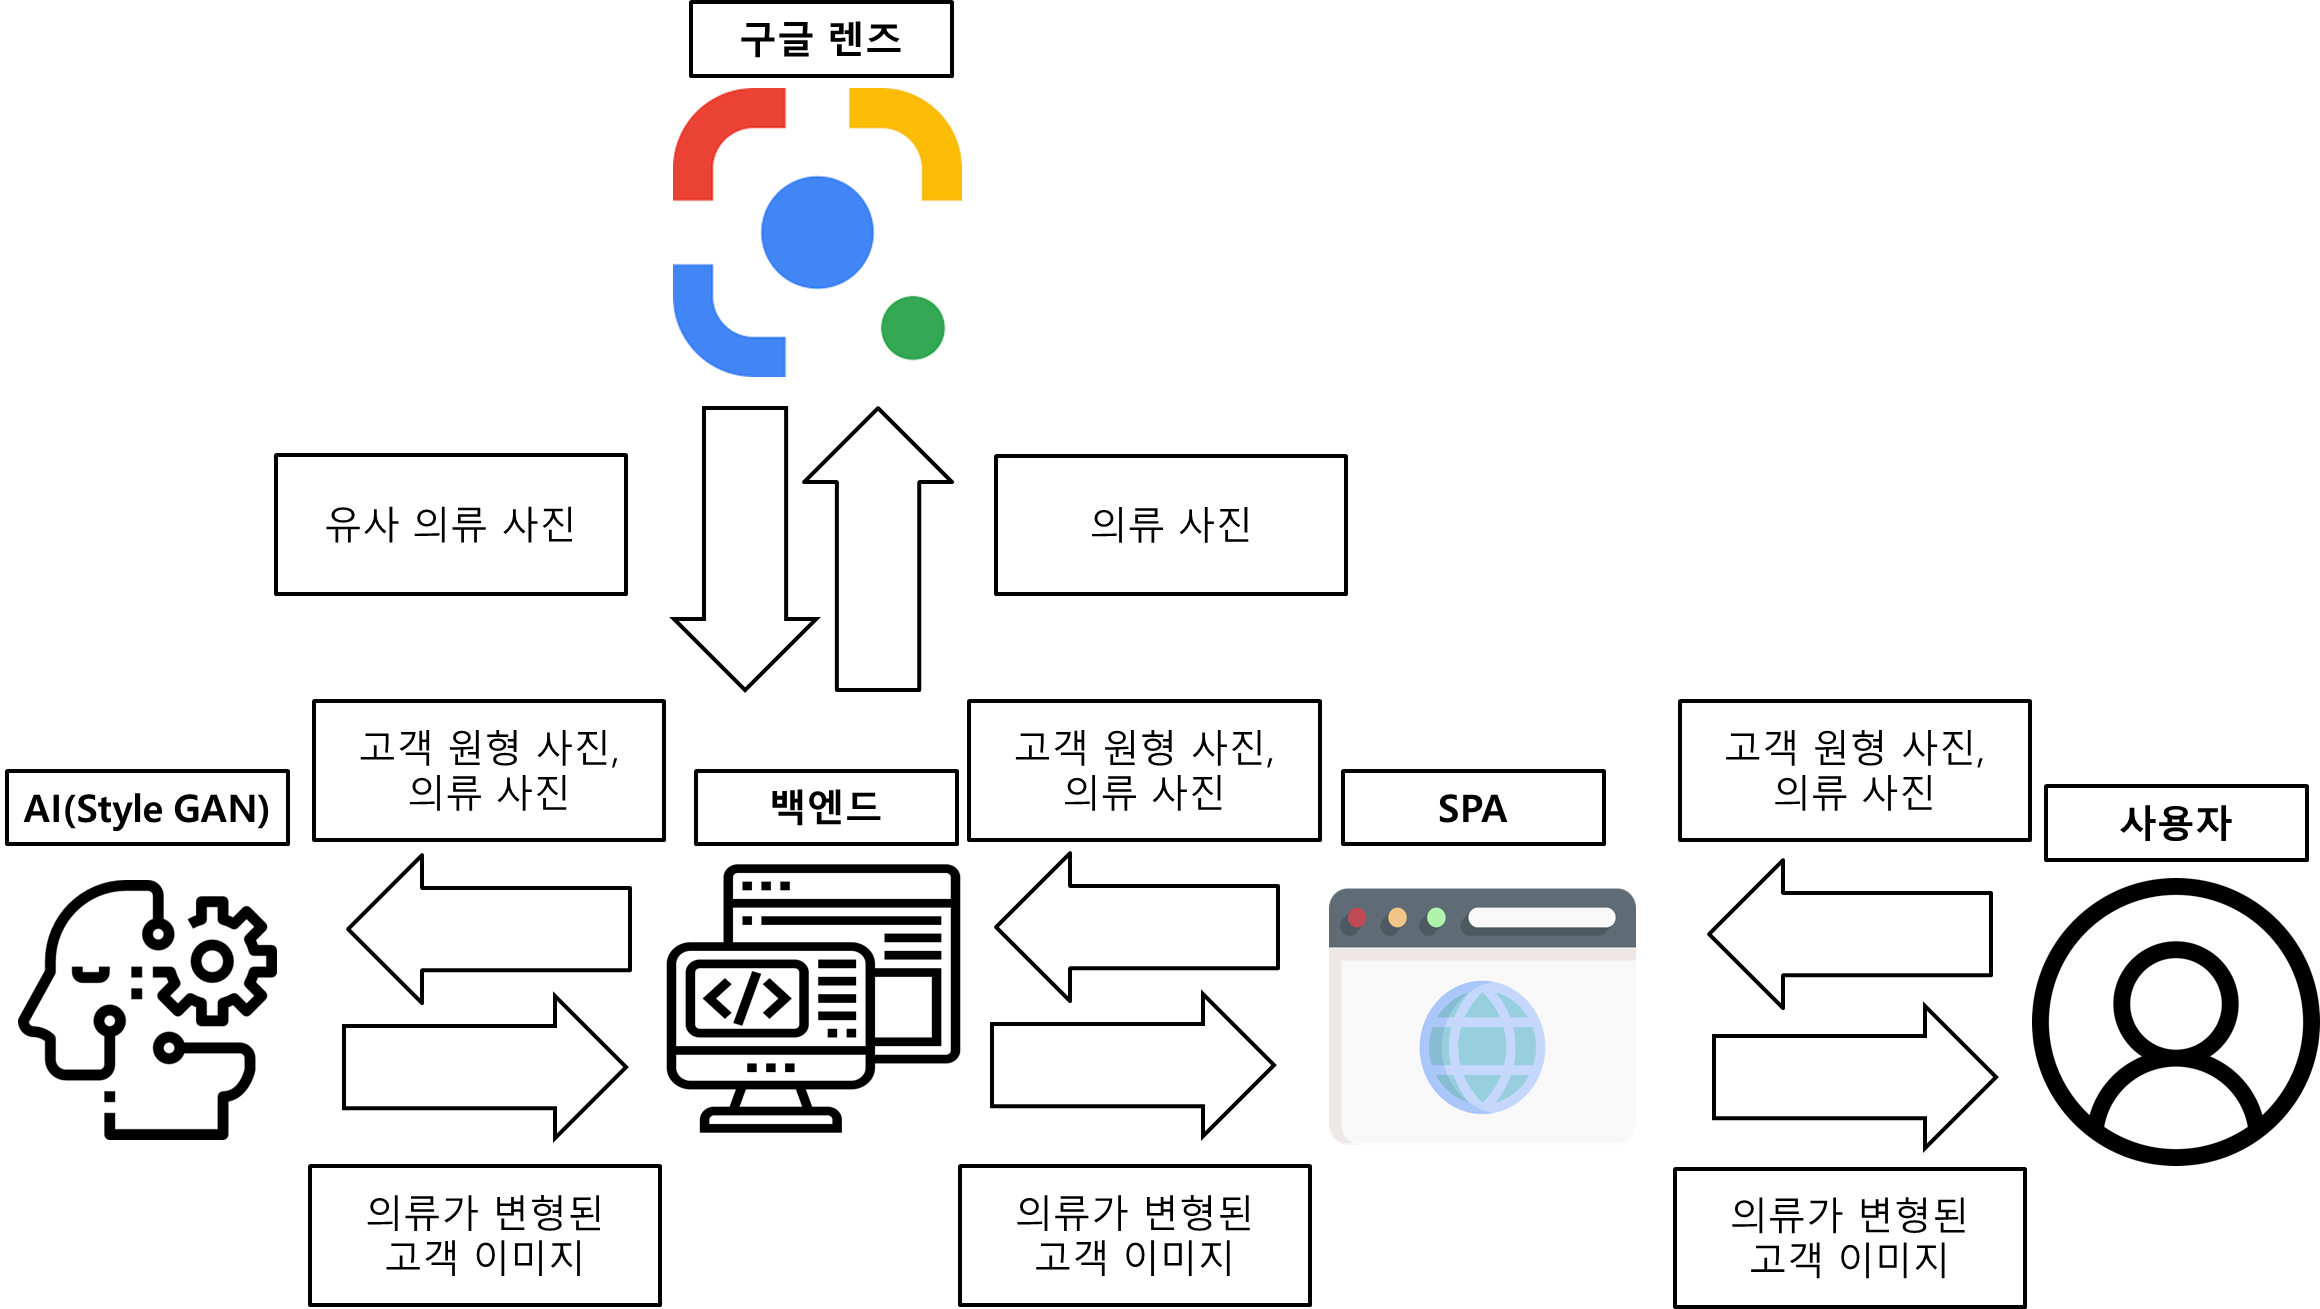 구글 렌즈
유사 의류 사진
의류 사진
고객 원형 사진,
의류 사진
고객 원형 사진,
의류 사진
고객 원형 사진,
의류 사진
AI(Style GAN)
백엔드
SPA
사용자
의류가 변형된
고객 이미지
의류가 변형된
고객 이미지
의류가 변형된
고객 이미지